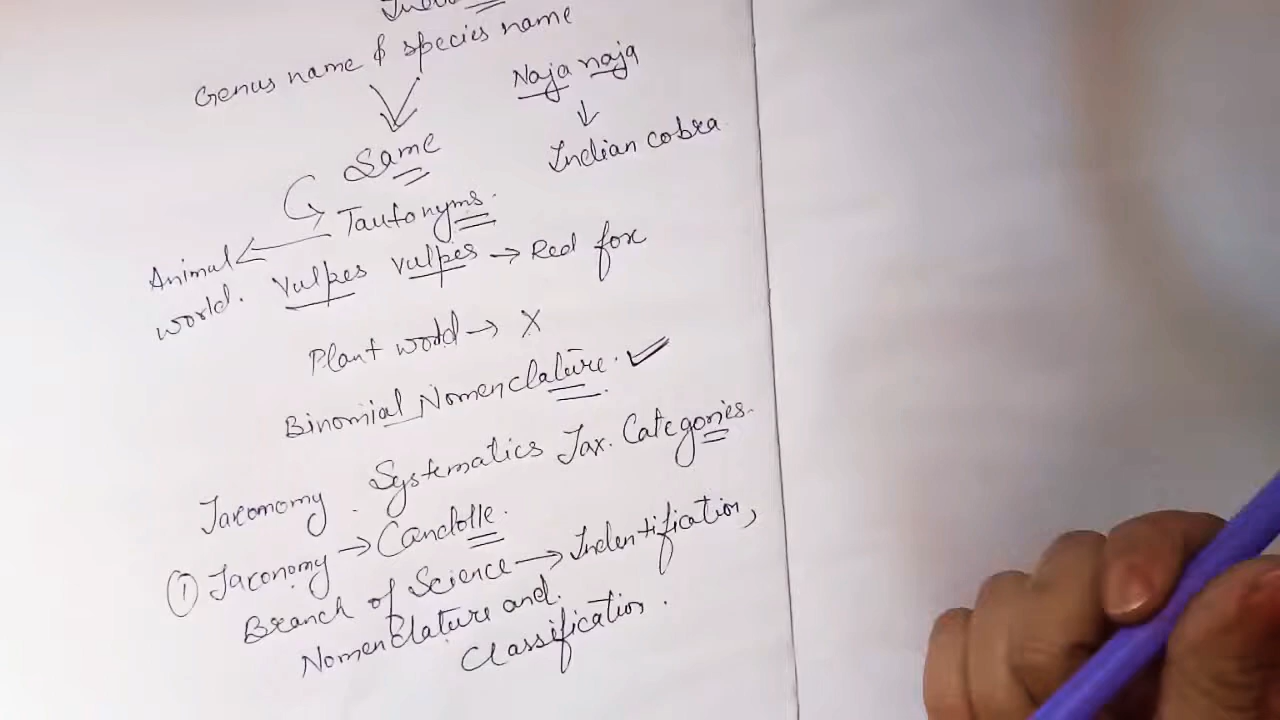 Genus name & species name
Naja naja
↓
Indian cobra
Same
Tautonyms.
Animal world.
Vulpes vulpes → Red fox
Plant world → X
Binomial Nomenclature. ✓
Taxonomy. Systematics Tax. Categories.
① Taxonomy → Candolle.
Branch of Science → Indentification,
Nomenclature and
Classification.